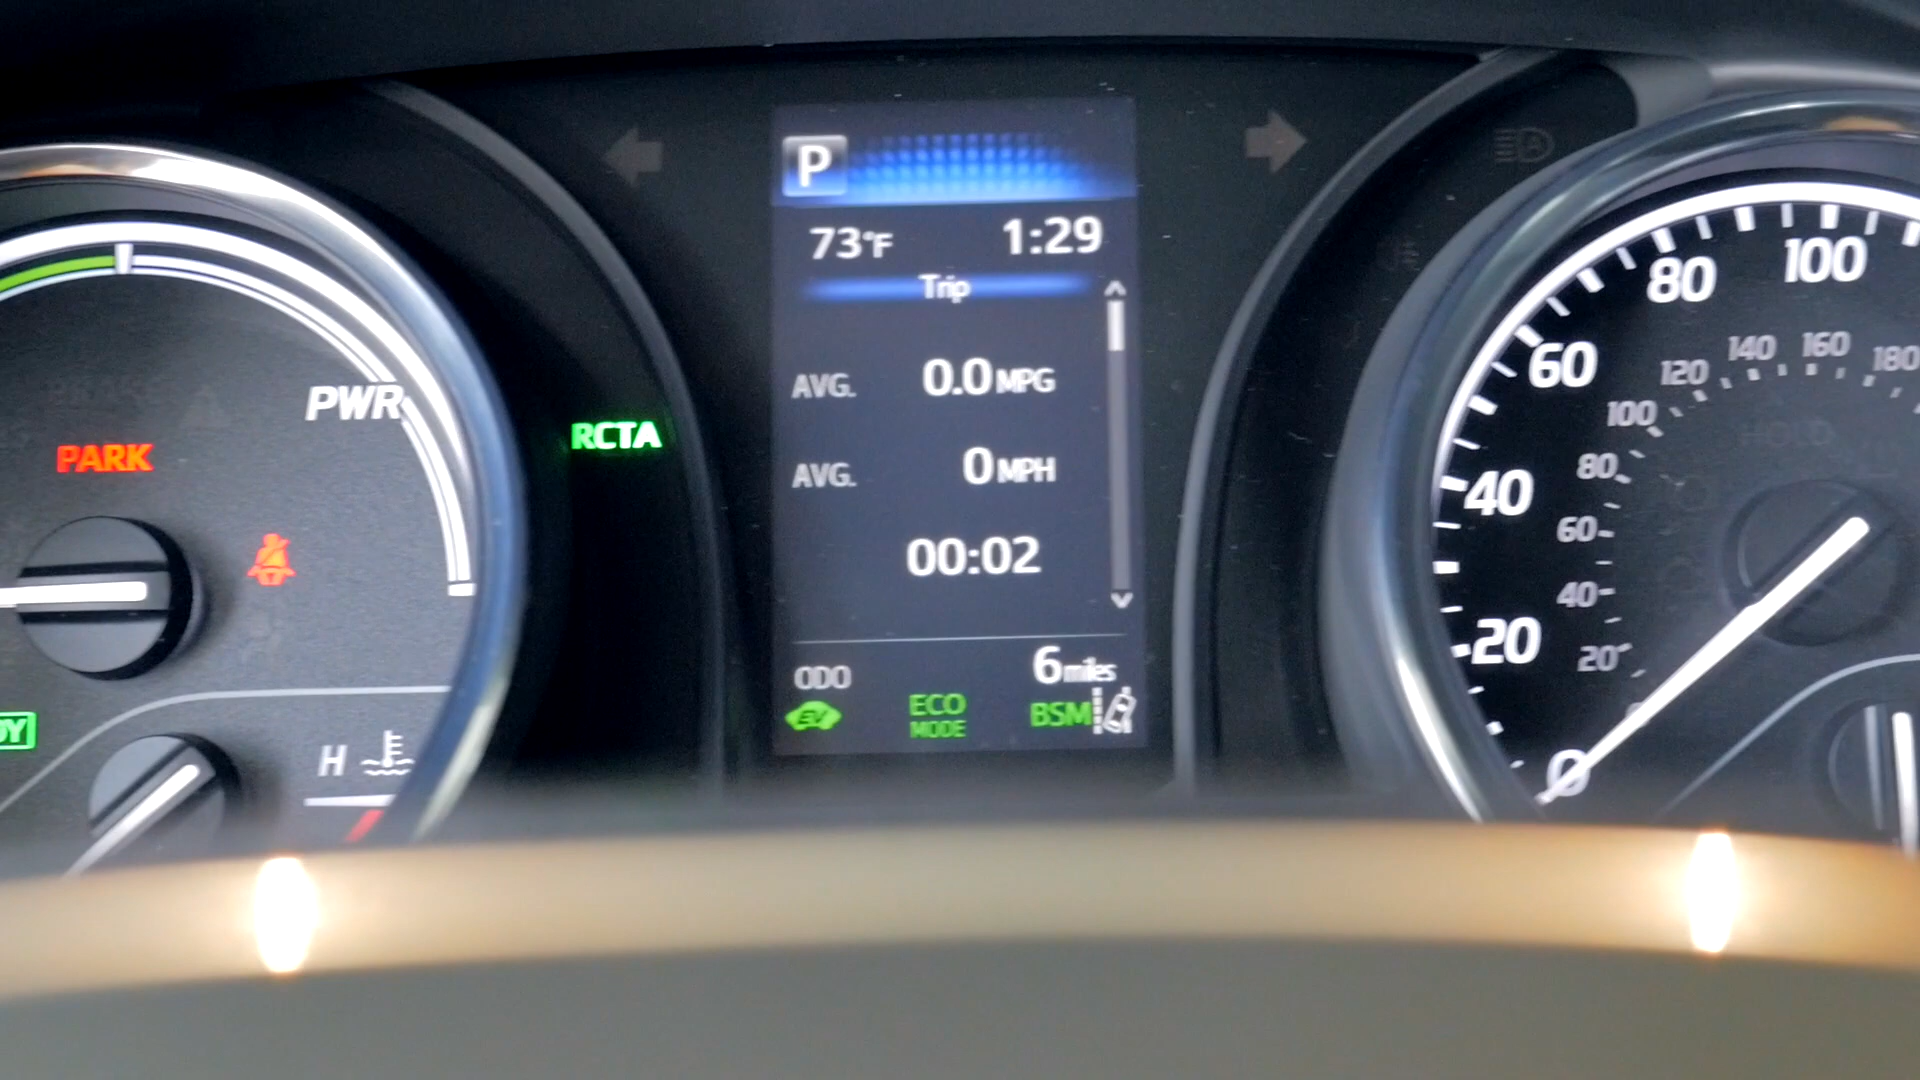 P
73°F 1:29
Trip
AVG. 0.0 MPG
AVG. 0 MPH
00:02
ODO 6 miles
EV ECO MODE BSM
PWR
PARK
RCTA
H
100
80
60
40
20
0
180
160
140
120
100
80
60
40
20
HOLD